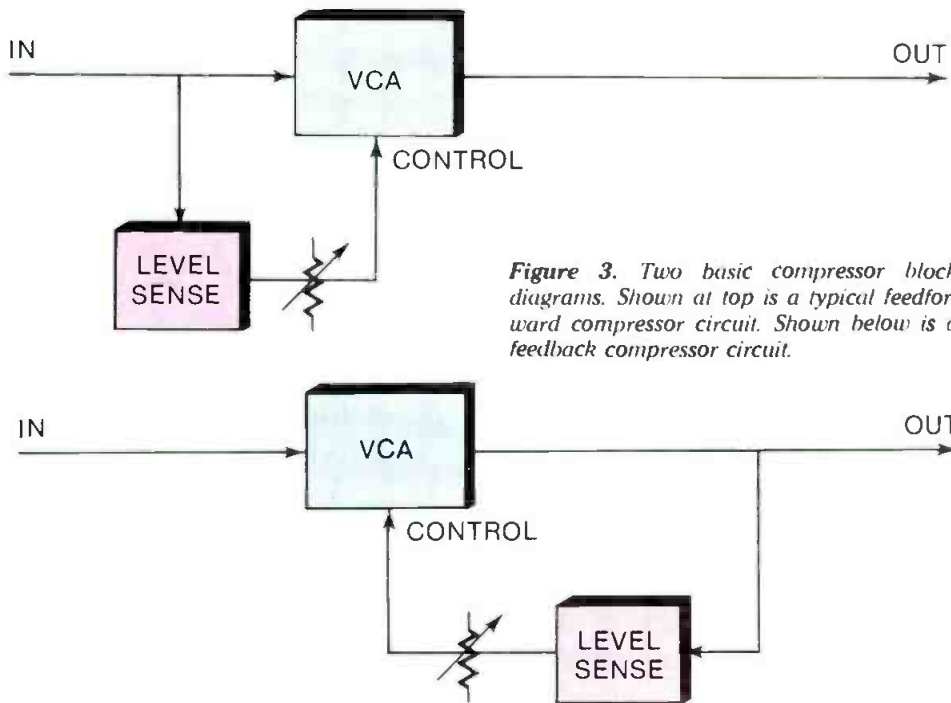 IN
VCA
OUT
CONTROL
LEVEL
SENSE
Figure 3. Two basic compressor block
diagrams. Shown at top is a typical feedfor-
ward compressor circuit. Shown below is a
feedback compressor circuit.
IN
VCA
OUT
CONTROL
LEVEL
SENSE